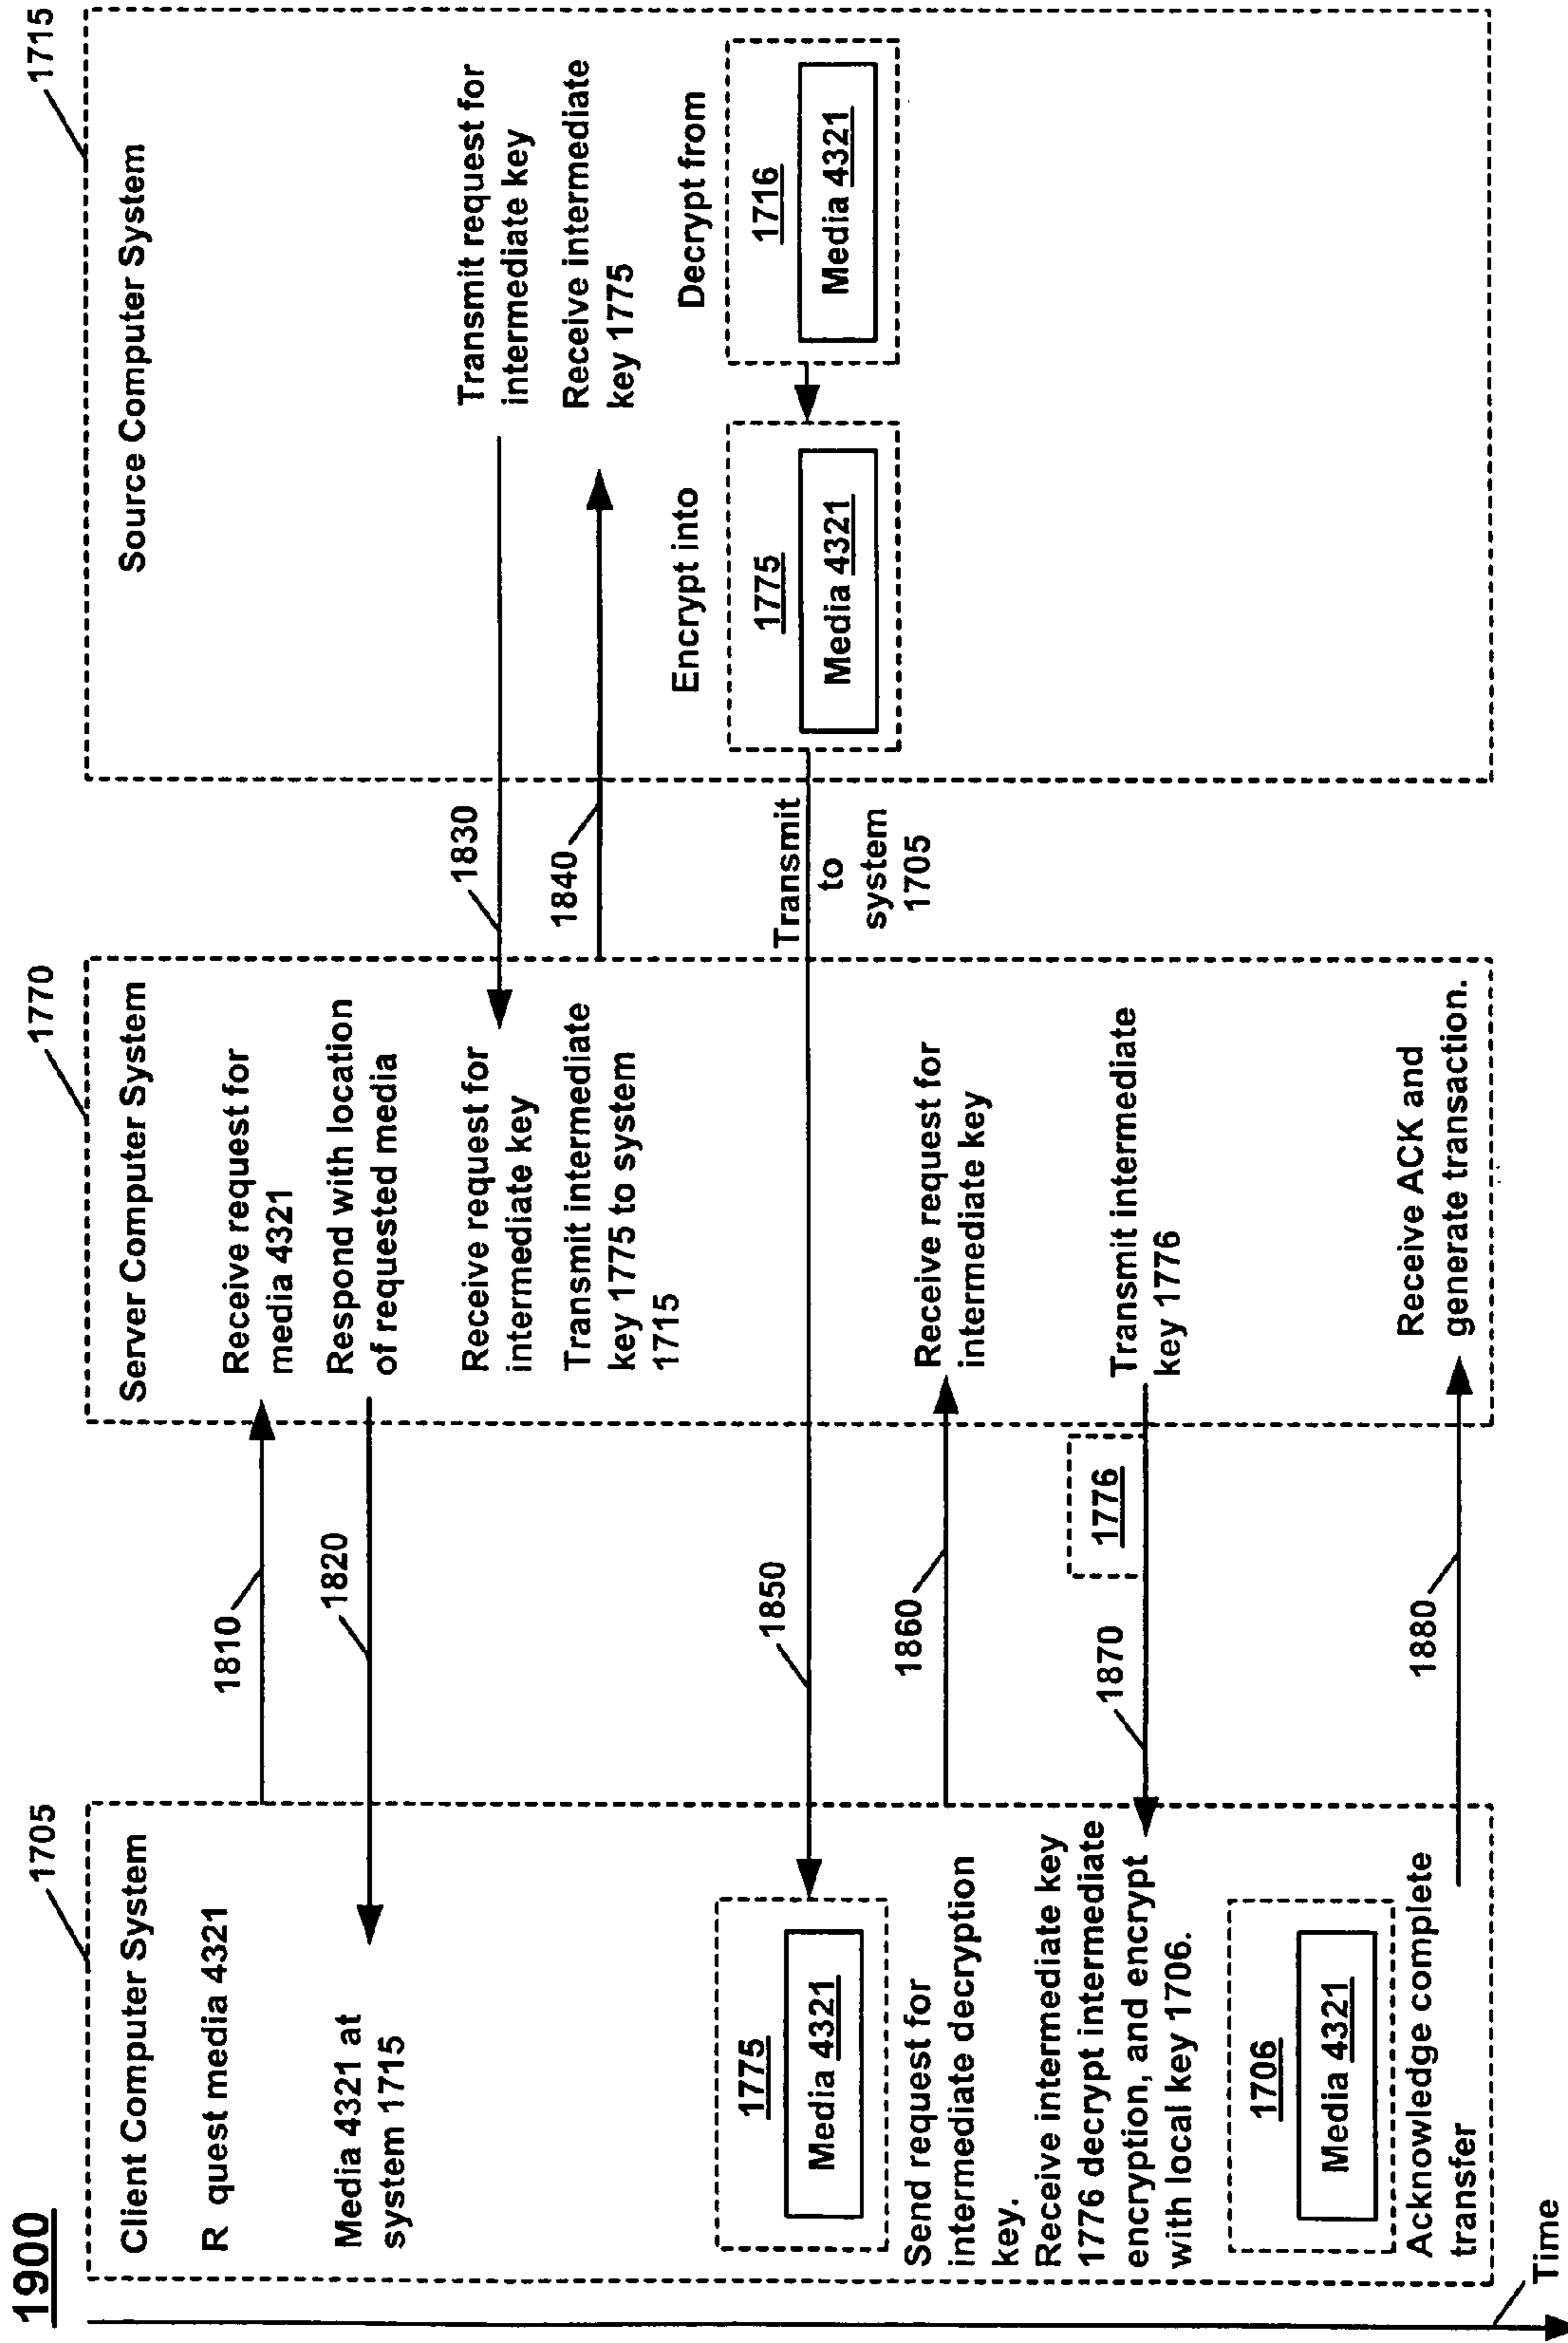 1900
1705
Client Computer System
R quest media 4321
Media 4321 at
system 1715
1775
Media 4321
Send request for
intermediate decryption
key.
Receive intermediate key
1776 decrypt intermediate
encryption, and encrypt
with local key 1706.
1706
Media 4321
Acknowledge complete
transfer
Time
1810
1820
1850
1860
1776
1870
1880
1770
Server Computer System
Receive request for
media 4321
Respond with location
of requested media
Receive request for
intermediate key
Transmit intermediate
key 1775 to system
1715
Receive request for
intermediate key
Transmit intermediate
key 1776
Receive ACK and
generate transaction.
1830
1840
Transmit
to
system
1705
1715
Source Computer System
Transmit request for
intermediate key
Receive intermediate
key 1775
Encrypt into
1775
Media 4321
Decrypt from
1716
Media 4321